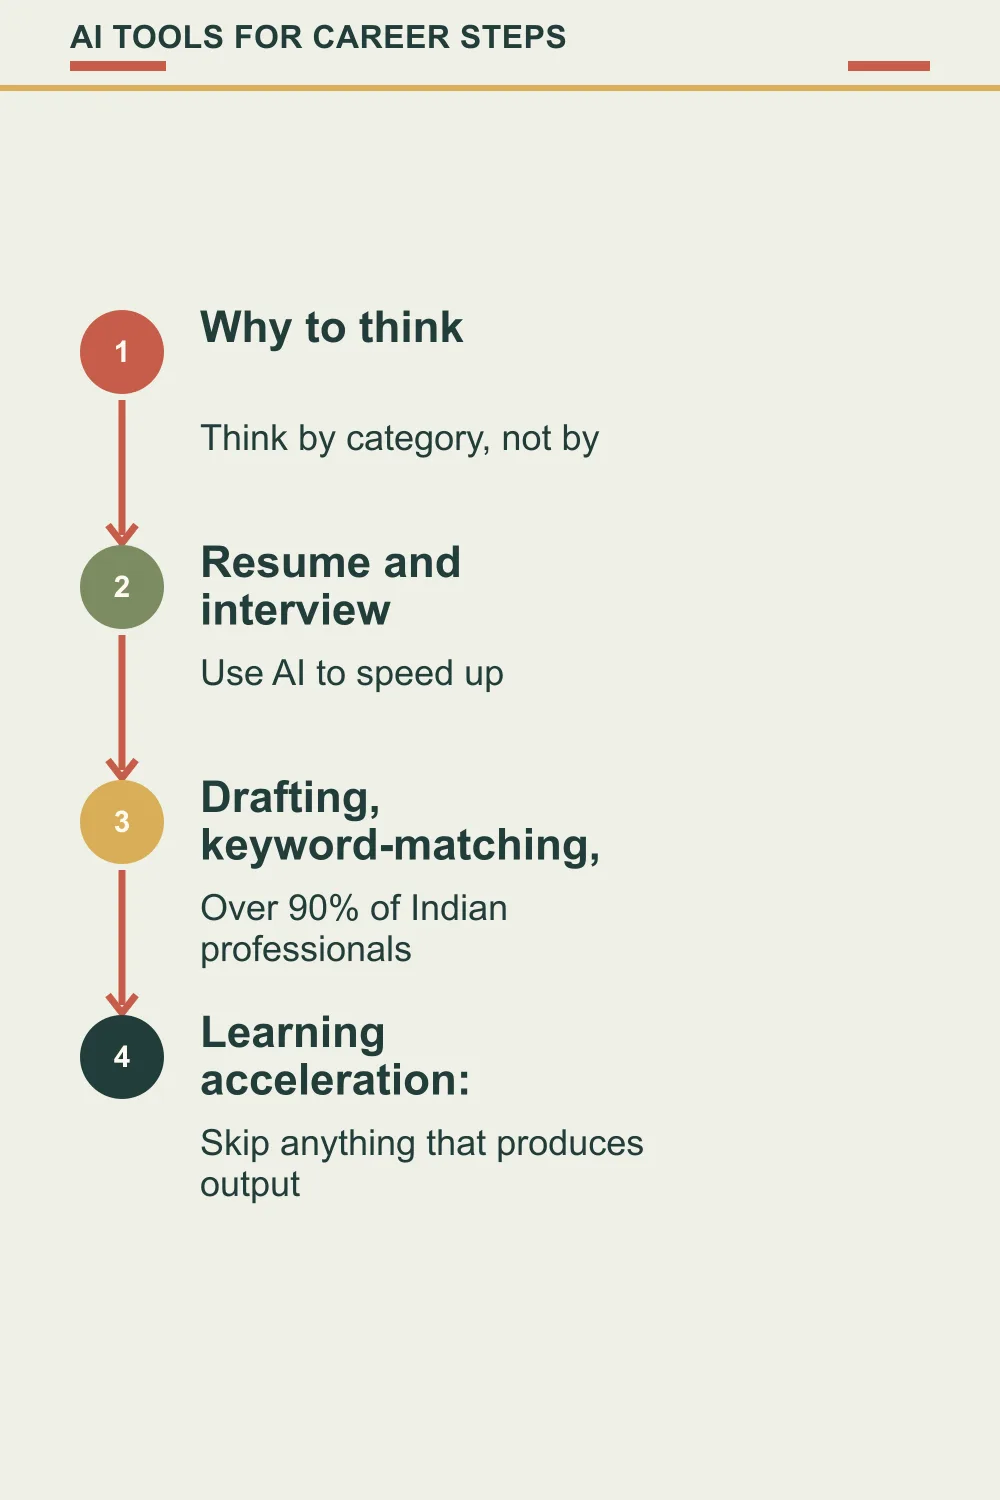 AI TOOLS FOR CAREER STEPS
1
Why to think
Think by category, not by
2
Resume and
interview
Use AI to speed up
3
Drafting,
keyword-matching,
Over 90% of Indian
professionals
4
Learning
acceleration:
Skip anything that produces
output